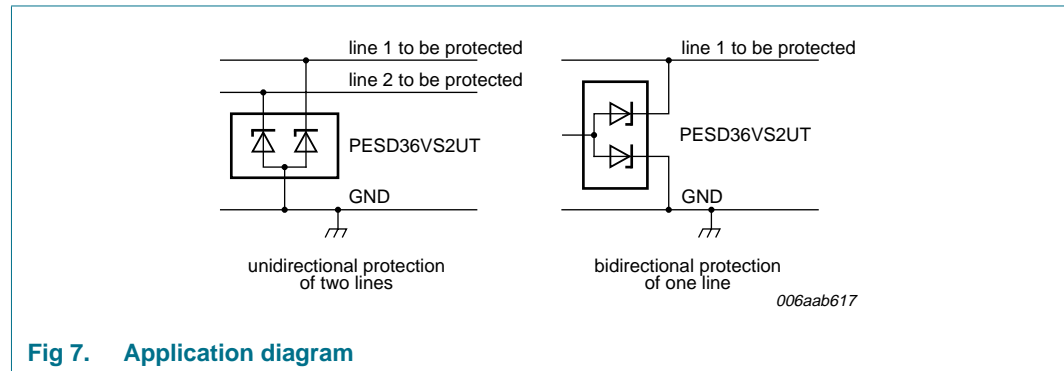 line 1 to be protected
line 2 to be protected
PESD36VS2UT
GND
unidirectional protection
of two lines
line 1 to be protected
PESD36VS2UT
GND
bidirectional protection
of one line
006aab617
Fig 7. Application diagram